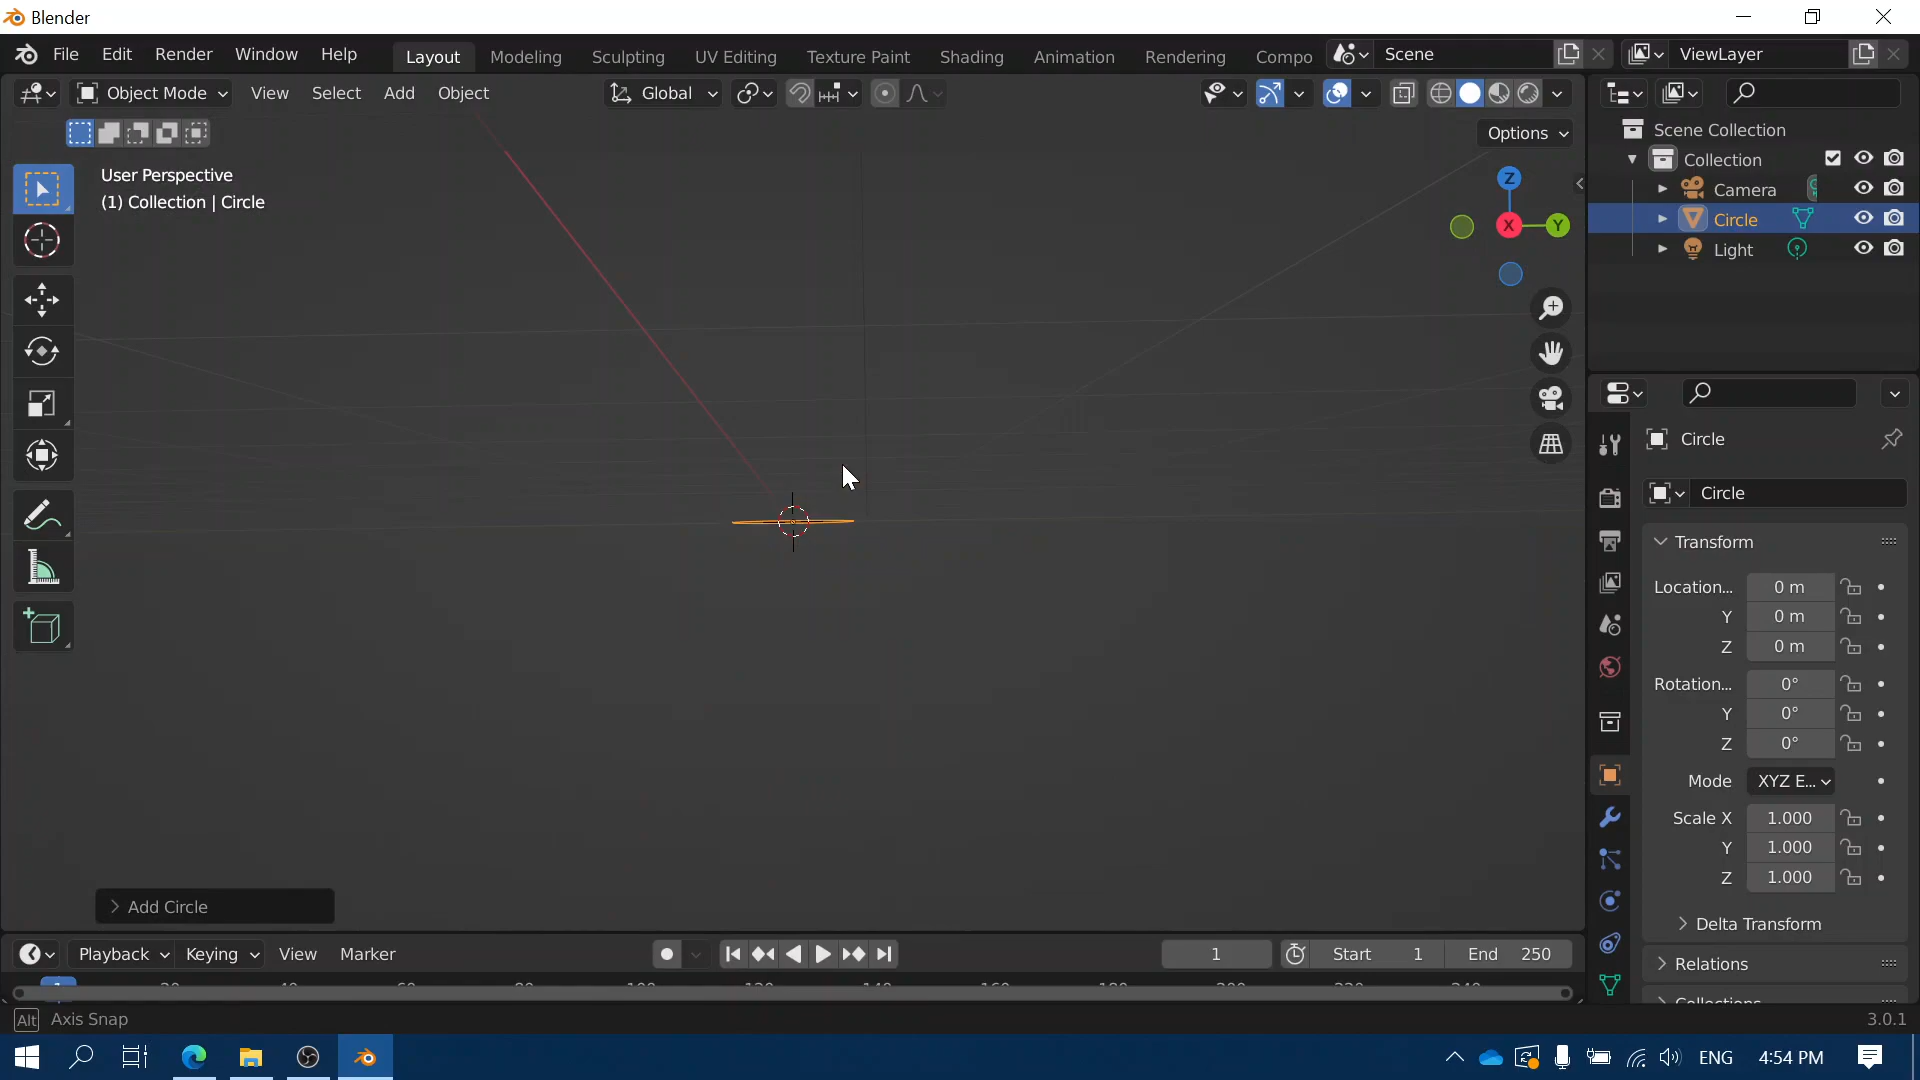 Blender
File Edit Render Window Help Layout Modeling Sculpting UV Editing Texture Paint Shading Animation Rendering Compo Scene ViewLayer
Object Mode View Select Add Object Global
Options
User Perspective
(1) Collection | Circle
Z
X
Y
Scene Collection
Collection
Camera
Circle
Light
Circle
Circle
Transform
Location... 0 m
Y 0 m
Z 0 m
Rotation... 0°
Y 0°
Z 0°
Mode XYZ E...
Scale X 1.000
Y 1.000
Z 1.000
Delta Transform
Relations
Collections
Add Circle
Playback Keying View Marker 1 Start 1 End 250
1 20 40 60 80 100 120 140 160 180 200 220 240
Alt Axis Snap 3.0.1
ENG 4:54 PM